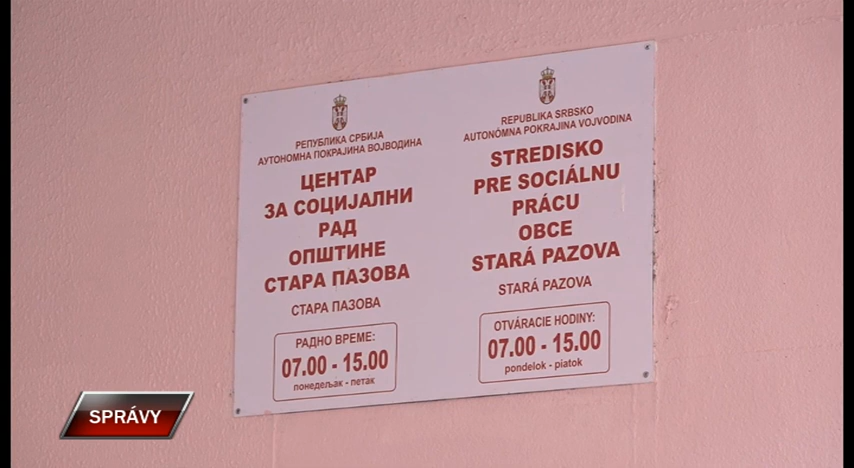 РЕПУБЛИКА СРБИЈА
АУТОНОМНА ПОКРАЈИНА ВОЈВОДИНА
ЦЕНТАР
ЗА СОЦИЈАЛНИ
РАД
ОПШТИНЕ
СТАРА ПАЗОВА
СТАРА ПАЗОВА
РАДНО ВРЕМЕ:
07.00 - 15.00
понедељак - петак
REPUBLIKA SRBSKO
AUTONÓMNA POKRAJINA VOJVODINA
STREDISKO
PRE SOCIÁLNU
PRÁCU
OBCE
STARÁ PAZOVA
STARÁ PAZOVA
OTVÁRACIE HODINY:
07.00 - 15.00
pondelok - piatok
SPRÁVY